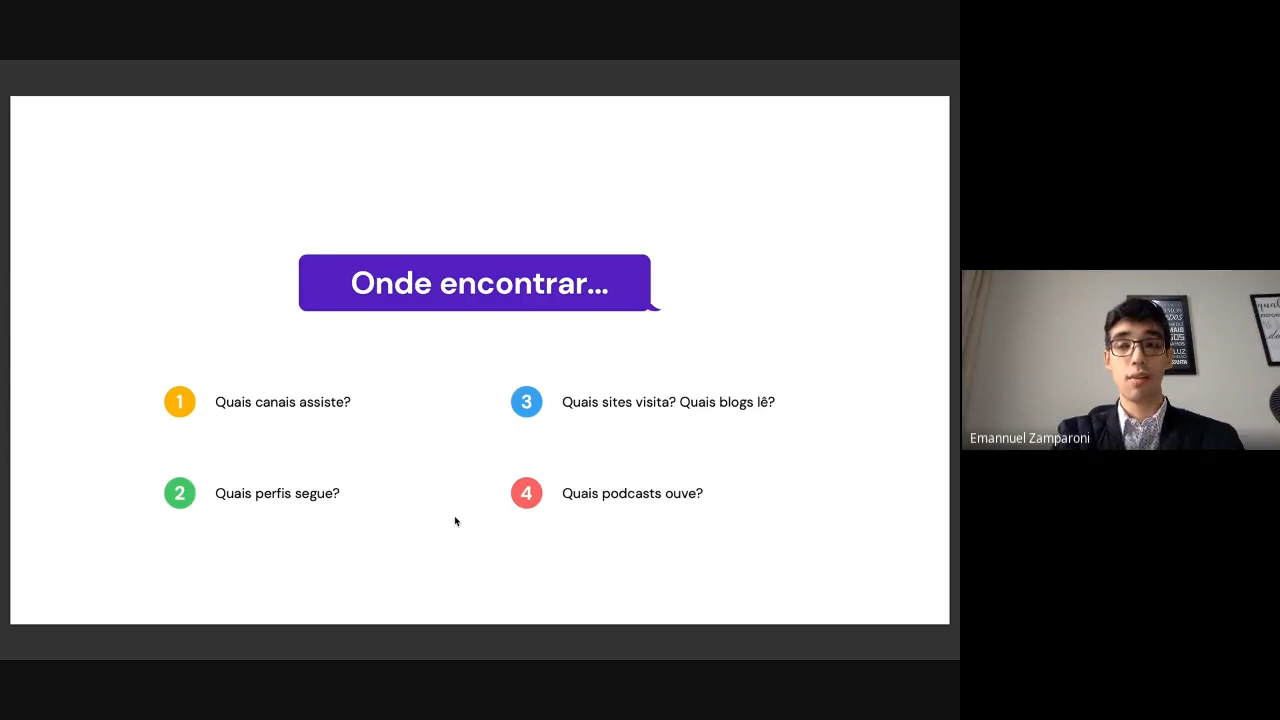 Onde encontrar...
1 Quais canais assiste?
2 Quais perfis segue?
3 Quais sites visita? Quais blogs lê?
4 Quais podcasts ouve?
Emannuel Zamparoni